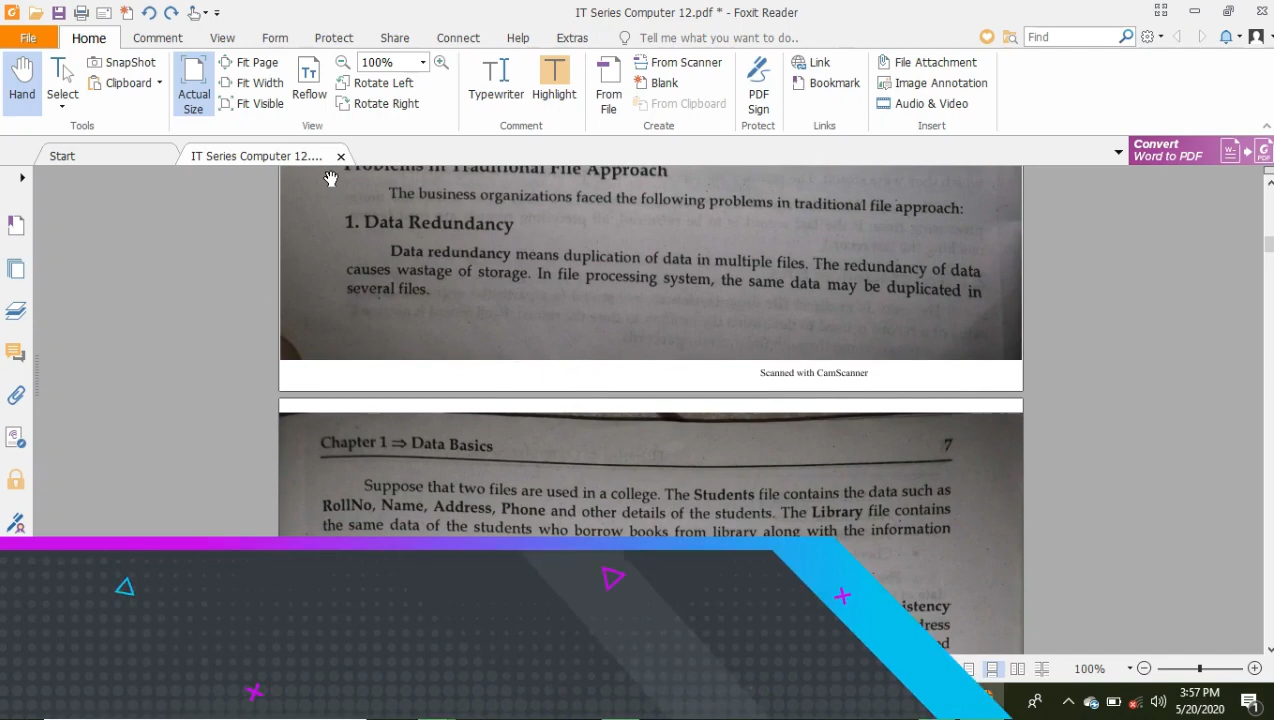 IT Series Computer 12.pdf * - Foxit Reader
File Home Comment View Form Protect Share Connect Help Extras Tell me what you want to do.. Find
Hand
Select
SnapShot
Clipboard
Actual Size
Fit Page
Fit Width
Fit Visible
Reflow
100%
Rotate Left
Rotate Right
Typewriter
Highlight
From File
From Scanner
Blank
From Clipboard
PDF Sign
Link
Bookmark
File Attachment
Image Annotation
Audio & Video
Tools View Comment Create Protect Links Insert
Start
IT Series Computer 12....
Convert
Word to PDF
Problems in Traditional File Approach
The business organizations faced the following problems in traditional file approach:
1. Data Redundancy
Data redundancy means duplication of data in multiple files. The redundancy of data
causes wastage of storage. In file processing system, the same data may be duplicated in
several files.
Scanned with CamScanner
Chapter 1 ⇒ Data Basics 7
Suppose that two files are used in a college. The Students file contains the data such as
RollNo, Name, Address, Phone and other details of the students. The Library file contains
the same data of the students who borrow books from library along with the information
istency
dress
ed
100%
3:57 PM
5/20/2020
1